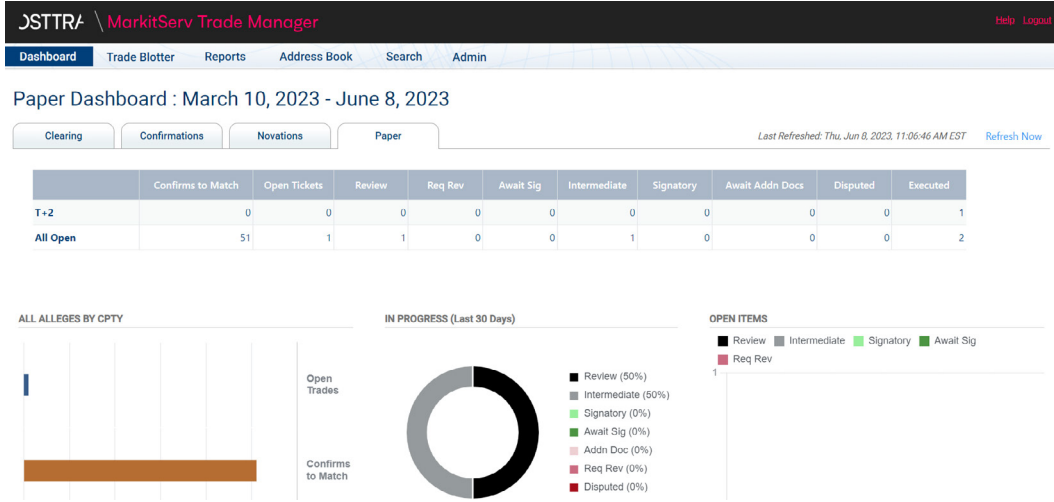 OSTTRA MarkitServ Trade Manager
Help Logout
Dashboard Trade Blotter Reports Address Book Search Admin
Paper Dashboard : March 10, 2023 - June 8, 2023
Clearing Confirmations Novations Paper Last Refreshed: Thu, Jun 8, 2023, 11:06:46 AM EST Refresh Now
Confirms to Match Open Tickets Review Req Rev Await Sig Intermediate Signatory Await Addn Docs Disputed Executed
T+2 0 0 0 0 0 0 0 0 0 1
All Open 51 1 1 0 0 1 0 0 0 2
ALL ALLEGES BY CPTY
Open
Trades
Confirms
to Match
IN PROGRESS (Last 30 Days)
Review (50%)
Intermediate (50%)
Signatory (0%)
Await Sig (0%)
Addn Doc (0%)
Req Rev (0%)
Disputed (0%)
OPEN ITEMS
Review Intermediate Signatory Await Sig
Req Rev
1